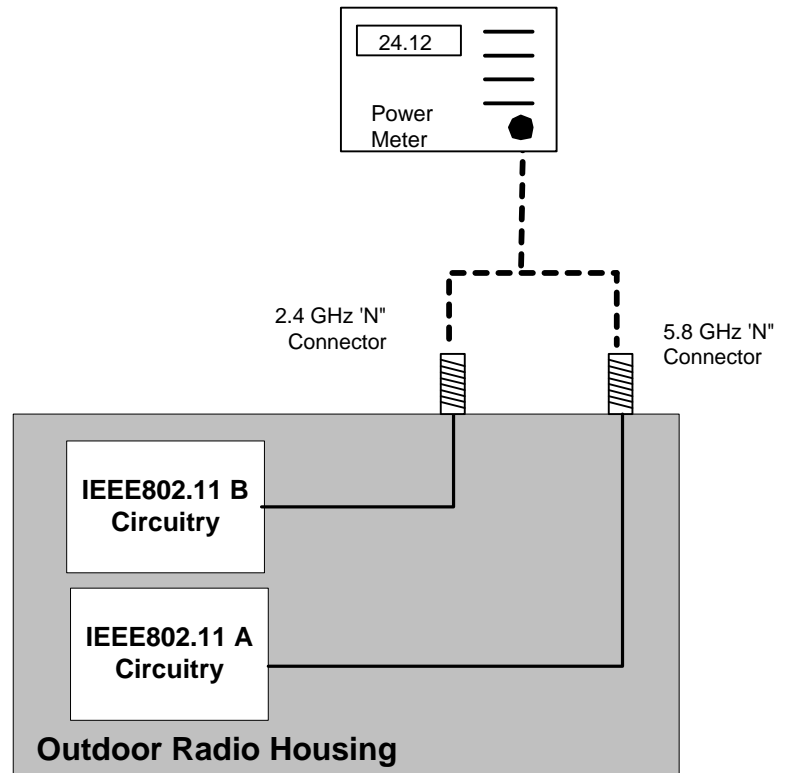 24.12
Power
Meter
2.4 GHz 'N"
Connector
5.8 GHz 'N"
Connector
IEEE802.11 B
Circuitry
IEEE802.11 A
Circuitry
Outdoor Radio Housing